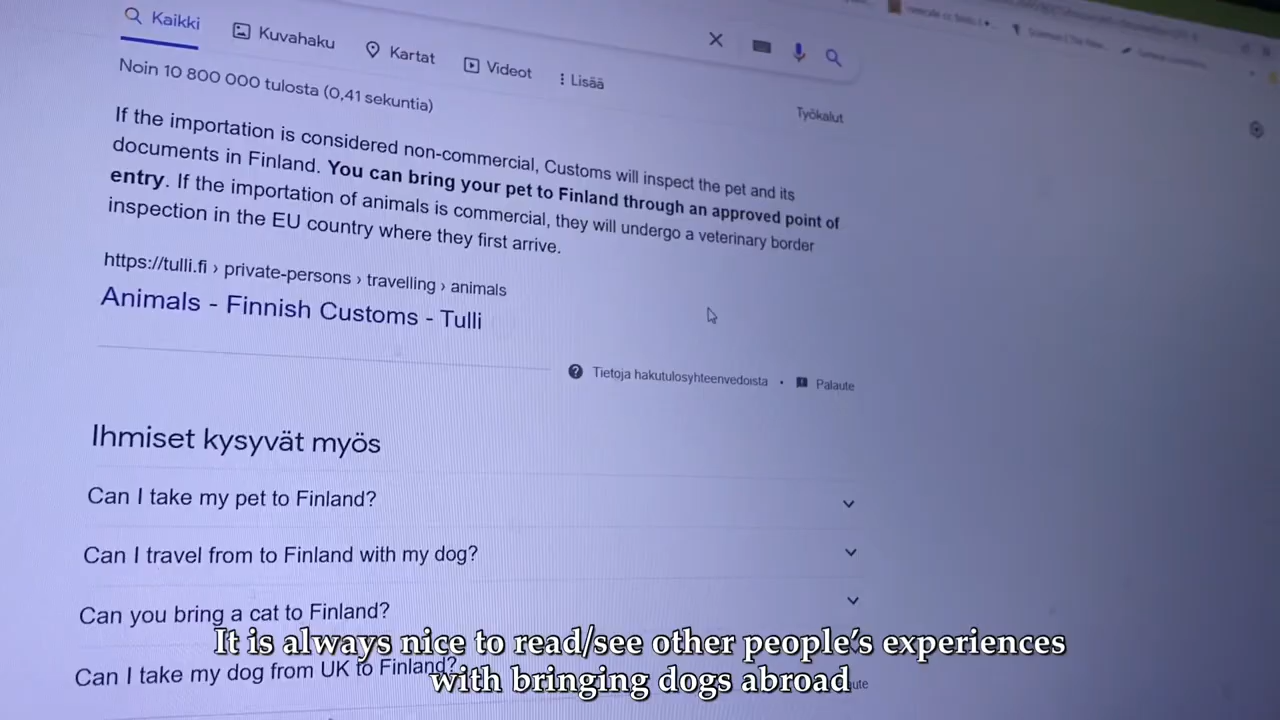 Kaikki
Kuvahaku
Kartat
Videot
Lisää
Noin 10 800 000 tulosta (0,41 sekuntia)
Työkalut
If the importation is considered non-commercial, Customs will inspect the pet and its
documents in Finland. You can bring your pet to Finland through an approved point of
entry. If the importation of animals is commercial, they will undergo a veterinary border
inspection in the EU country where they first arrive.
https://tulli.fi › private-persons › travelling › animals
Animals - Finnish Customs - Tulli
Tietoja hakutulosyhteenvedoista • Palaute
Ihmiset kysyvät myös
Can I take my pet to Finland?
Can I travel from to Finland with my dog?
Can you bring a cat to Finland?
Can I take my dog from UK to Finland?
It is always nice to read/see other people's experiences
with bringing dogs abroad